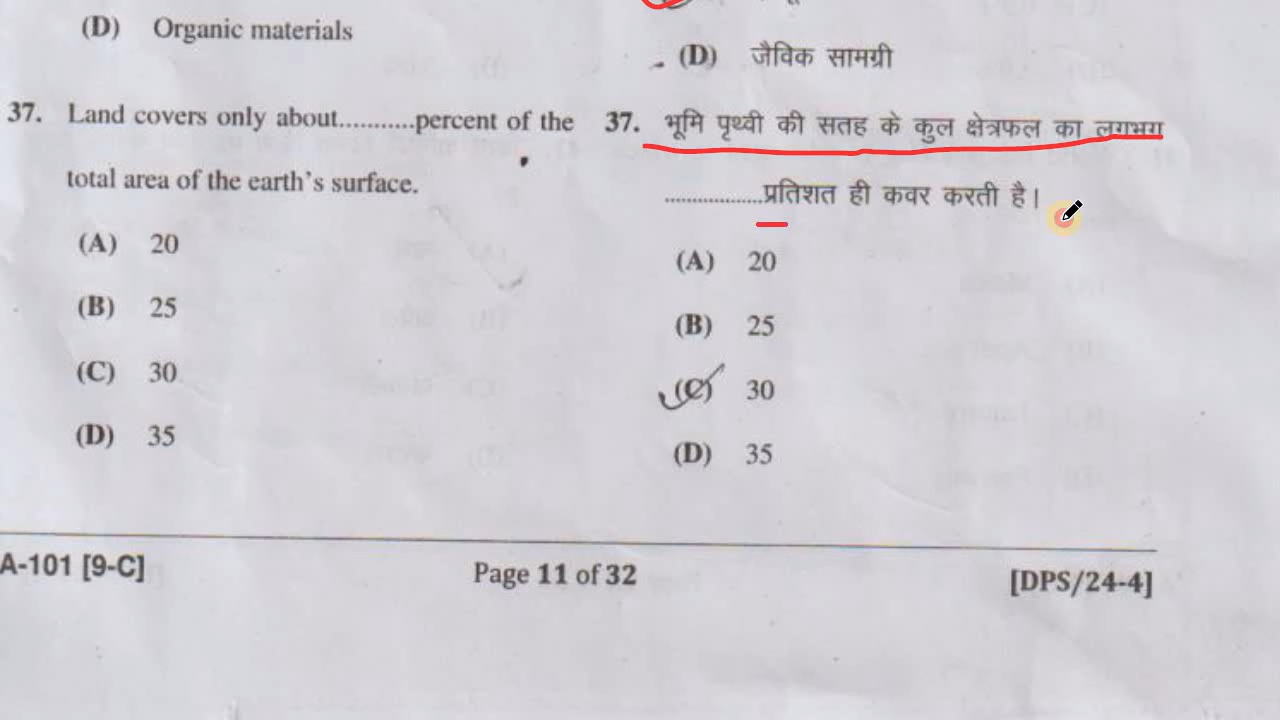 (D) Organic materials
37. Land covers only about...........percent of the
total area of the earth's surface.
(A) 20
(B) 25
(C) 30
(D) 35
(D) जैविक सामग्री
37. भूमि पृथ्वी की सतह के कुल क्षेत्रफल का लगभग
..................प्रतिशत ही कवर करती है।
(A) 20
(B) 25
(C) 30
(D) 35
A-101 [9-C]
Page 11 of 32
[DPS/24-4]